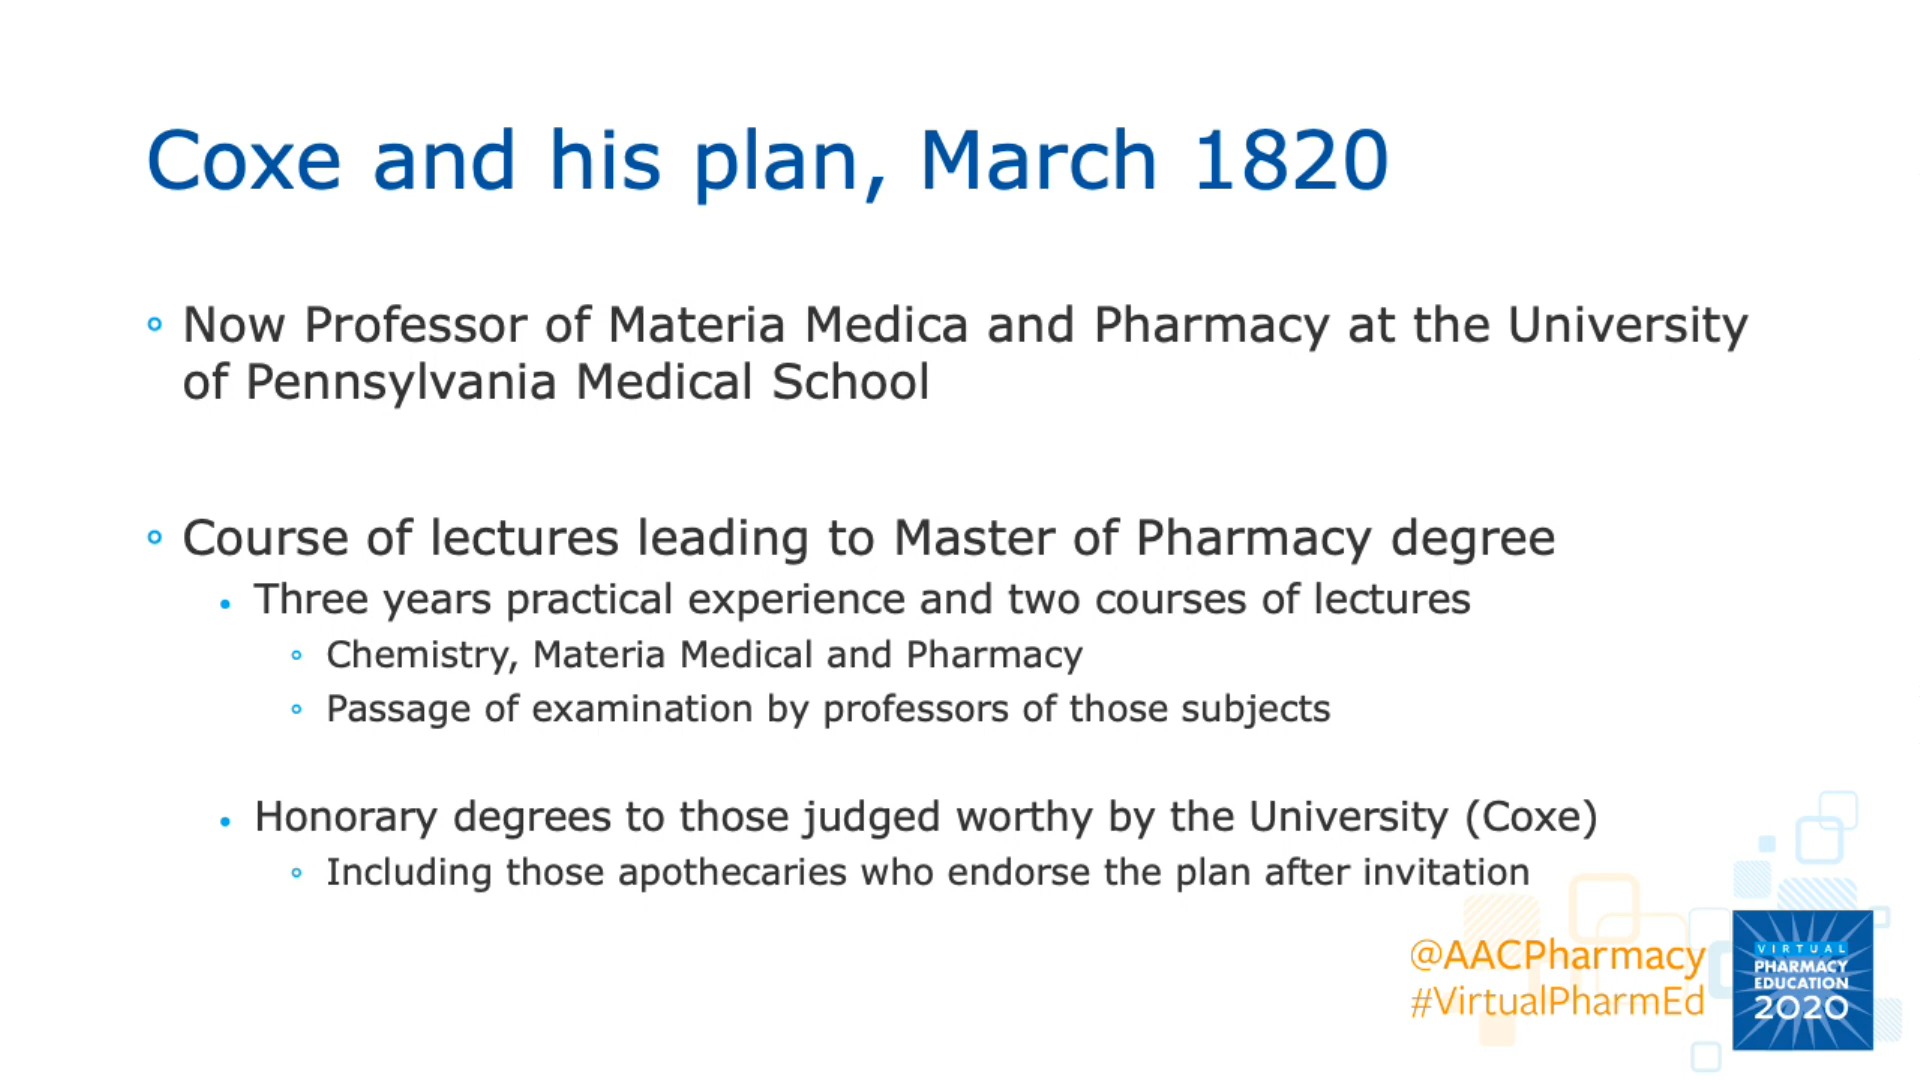 Coxe and his plan, March 1820
Now Professor of Materia Medica and Pharmacy at the University
of Pennsylvania Medical School
Course of lectures leading to Master of Pharmacy degree
Three years practical experience and two courses of lectures
Chemistry, Materia Medical and Pharmacy
Passage of examination by professors of those subjects
Honorary degrees to those judged worthy by the University (Coxe)
Including those apothecaries who endorse the plan after invitation
@AACPharmacy
#VirtualPharmEd
VIRTUAL
PHARMACY
EDUCATION
2020